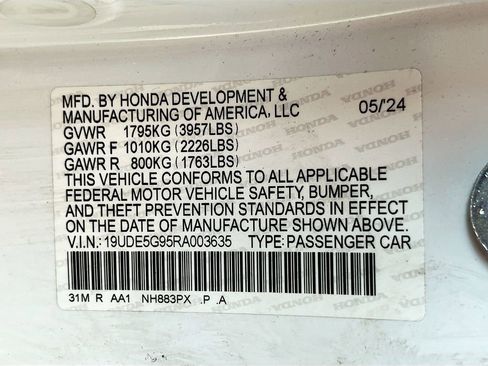 MFD. BY HONDA DEVELOPMENT &
MANUFACTURING OF AMERICA, LLC 05/24
GVWR 1795KG (3957LBS)
GAWR F 1010KG (2226LBS)
GAWR R 800KG (1763LBS)
THIS VEHICLE CONFORMS TO ALL APPLICABLE
FEDERAL MOTOR VEHICLE SAFETY, BUMPER,
AND THEFT PREVENTION STANDARDS IN EFFECT
ON THE DATE OF MANUFACTURE SHOWN ABOVE.
V.I.N.: 19UDE5G95RA003635 TYPE: PASSENGER CAR
31M R AA1 NH883PX .P .A